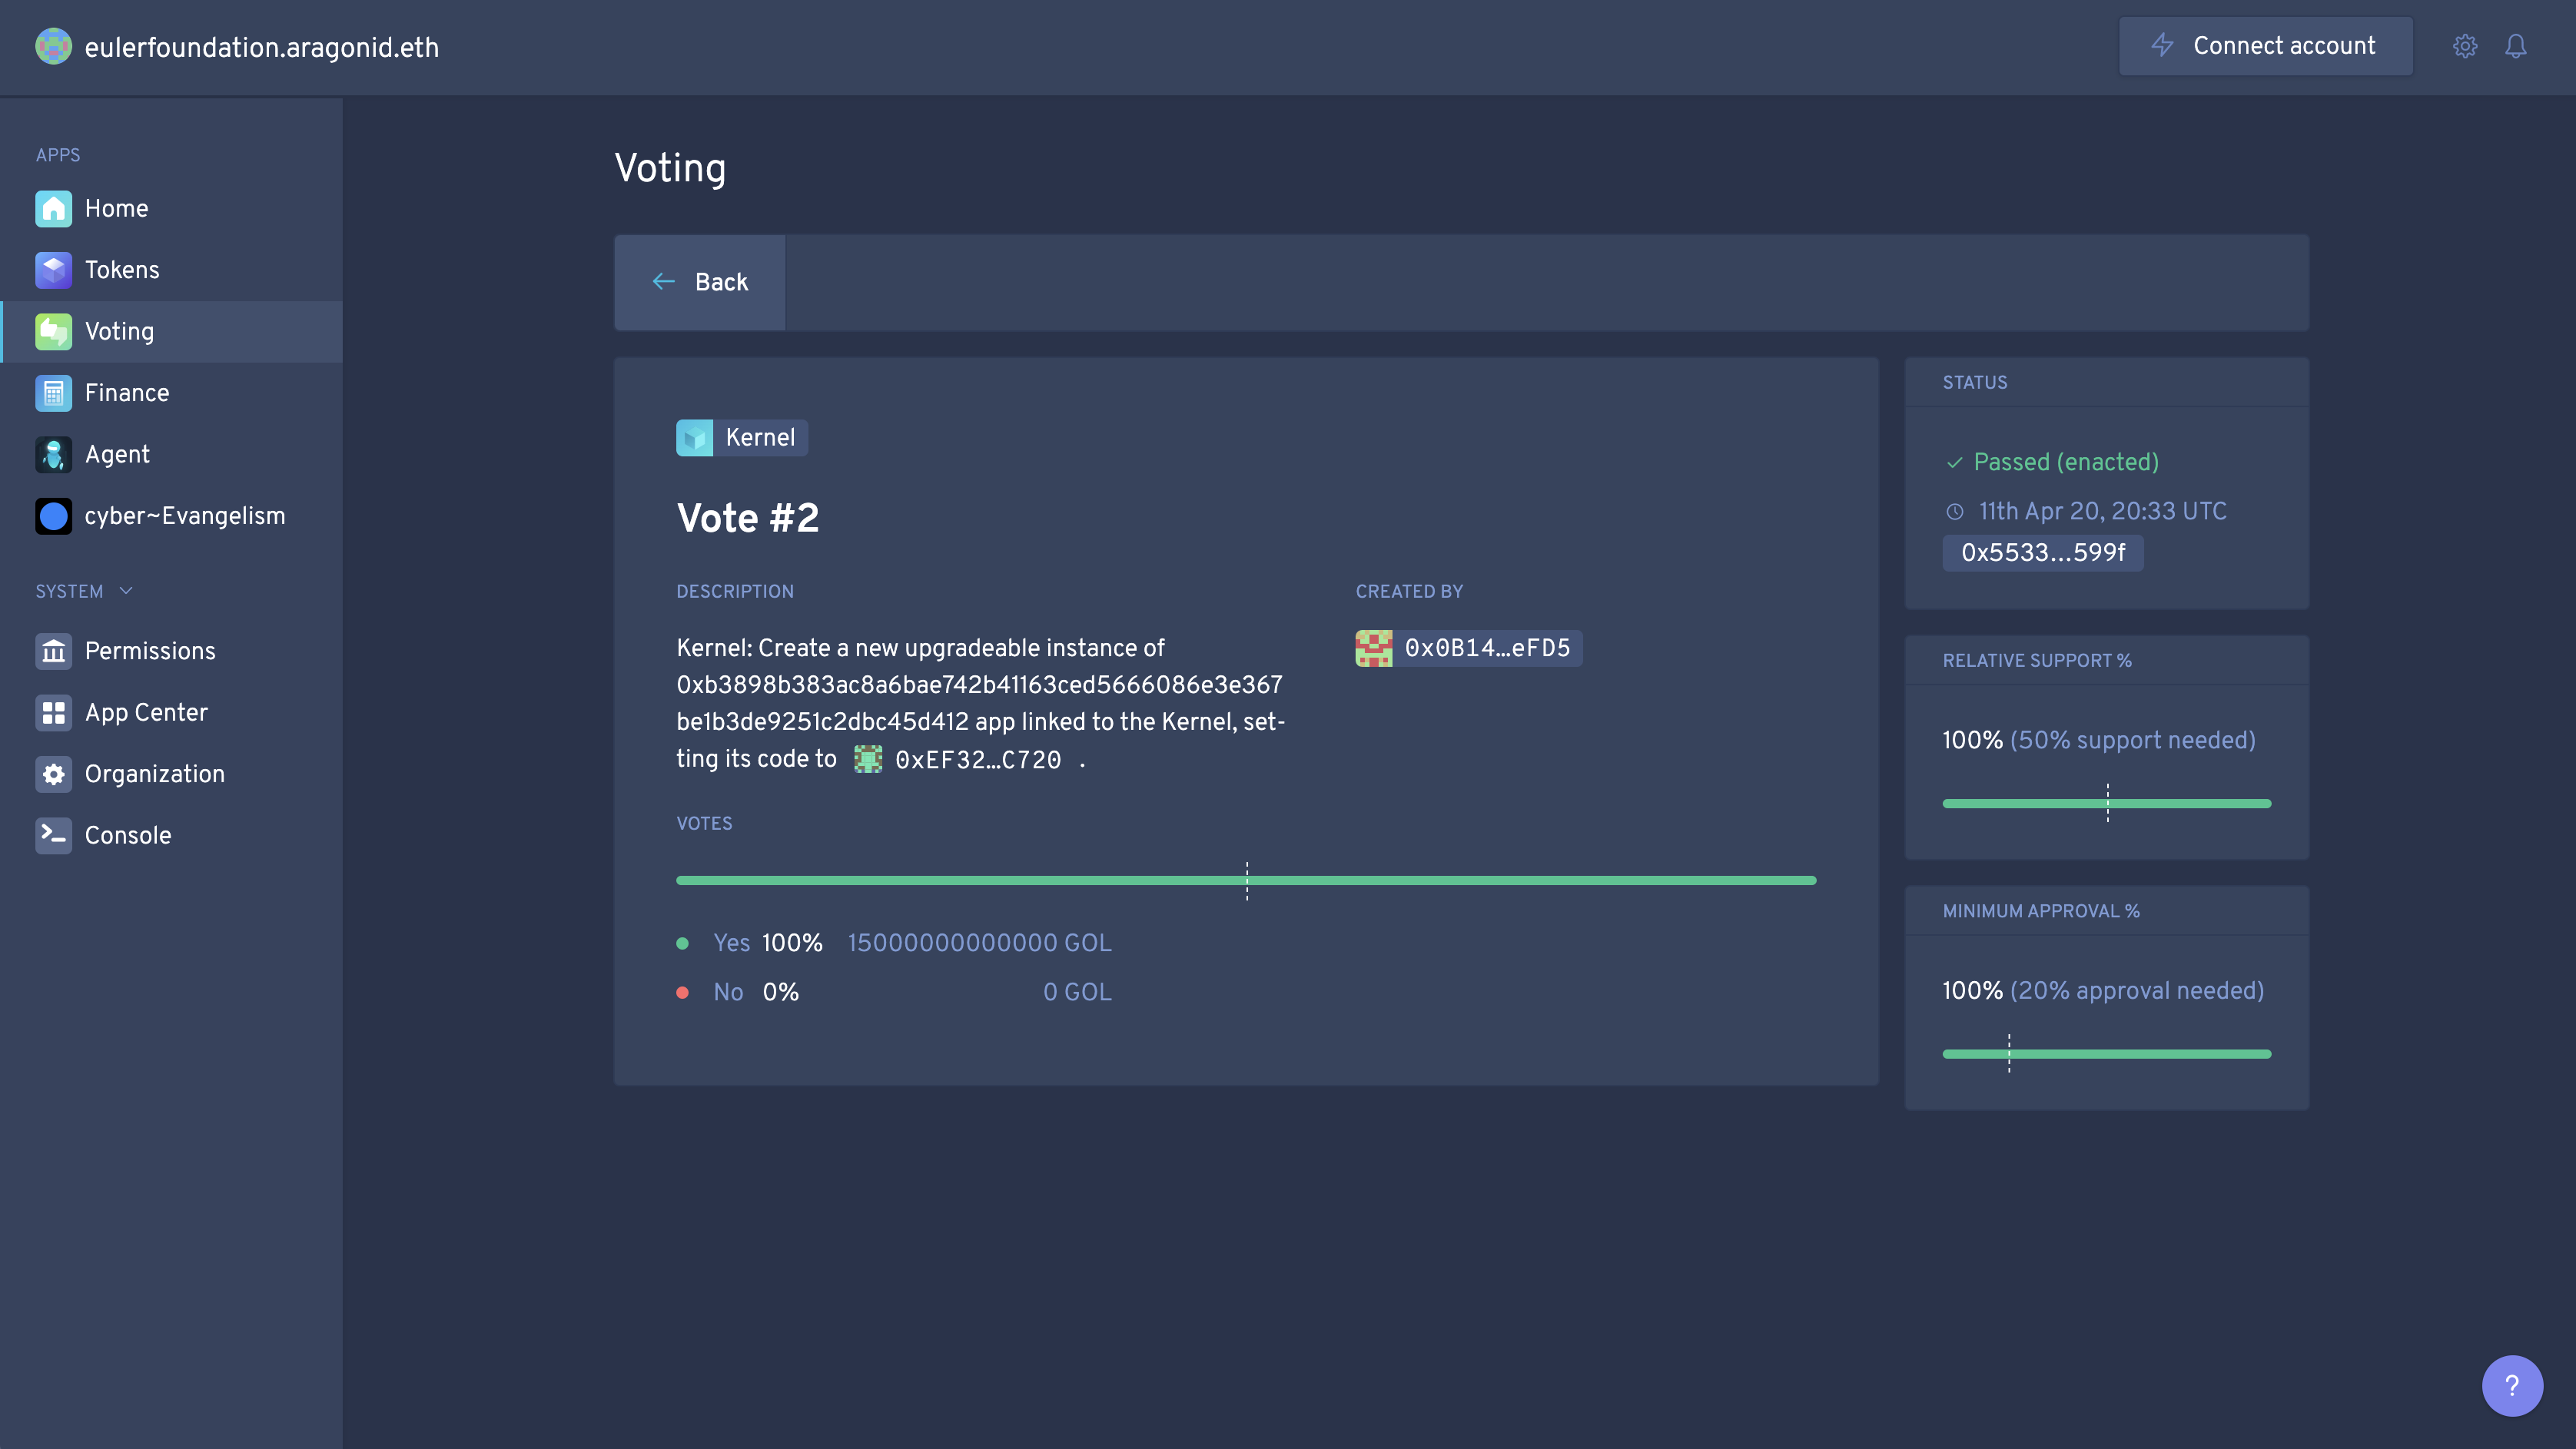 eulerfoundation.aragonid.eth
Connect account
APPS
Home
Tokens
Voting
Finance
Agent
cyber~Evangelism
SYSTEM
Permissions
App Center
Organization
Console
Voting
Back
Kernel
Vote #2
DESCRIPTION
Kernel: Create a new upgradeable instance of
0xb3898b383ac8a6bae742b41163ced5666086e3e367
be1b3de9251c2dbc45d412 app linked to the Kernel, set-
ting its code to 0xEF32…C720 .
CREATED BY
0x0B14…eFD5
VOTES
Yes 100% 15000000000000 GOL
No 0% 0 GOL
STATUS
Passed (enacted)
11th Apr 20, 20:33 UTC
0x5533...599f
RELATIVE SUPPORT %
100% (50% support needed)
MINIMUM APPROVAL %
100% (20% approval needed)
?